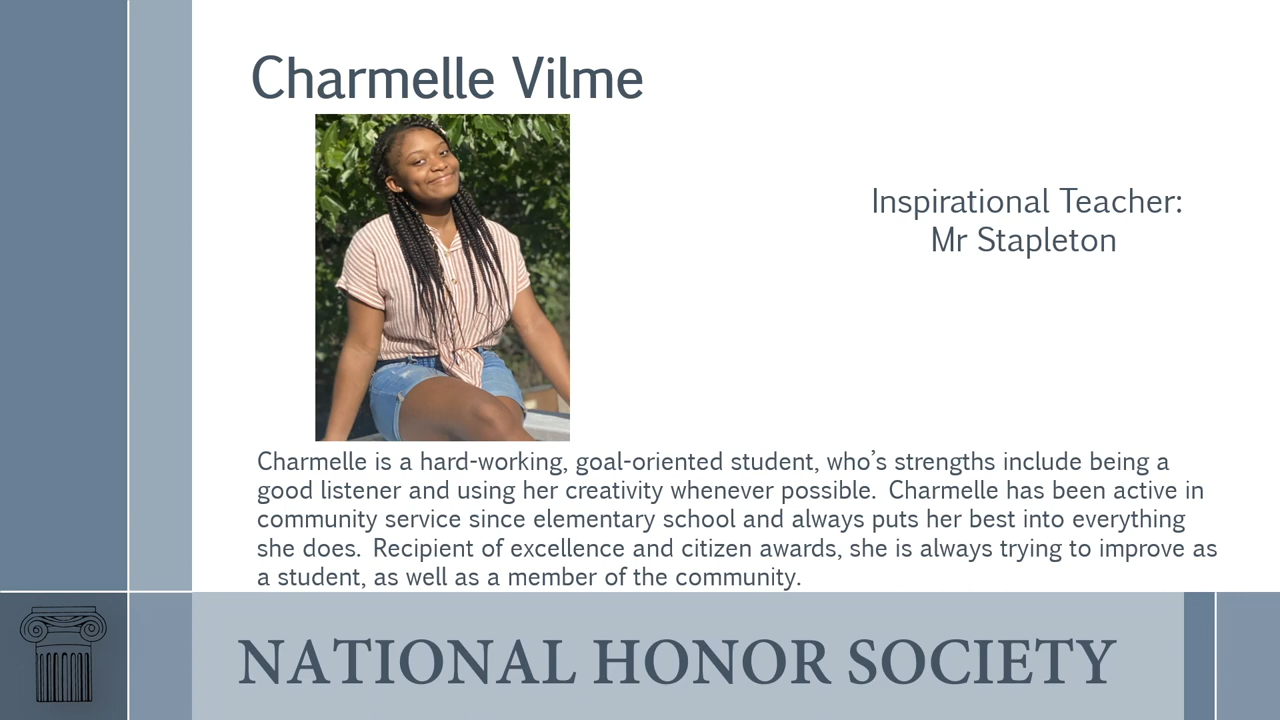 Charmelle Vilme
Inspirational Teacher:
Mr Stapleton
Charmelle is a hard-working, goal-oriented student, who’s strengths include being a
good listener and using her creativity whenever possible.  Charmelle has been active in
community service since elementary school and always puts her best into everything
she does.  Recipient of excellence and citizen awards, she is always trying to improve as
a student, as well as a member of the community.
NATIONAL HONOR SOCIETY